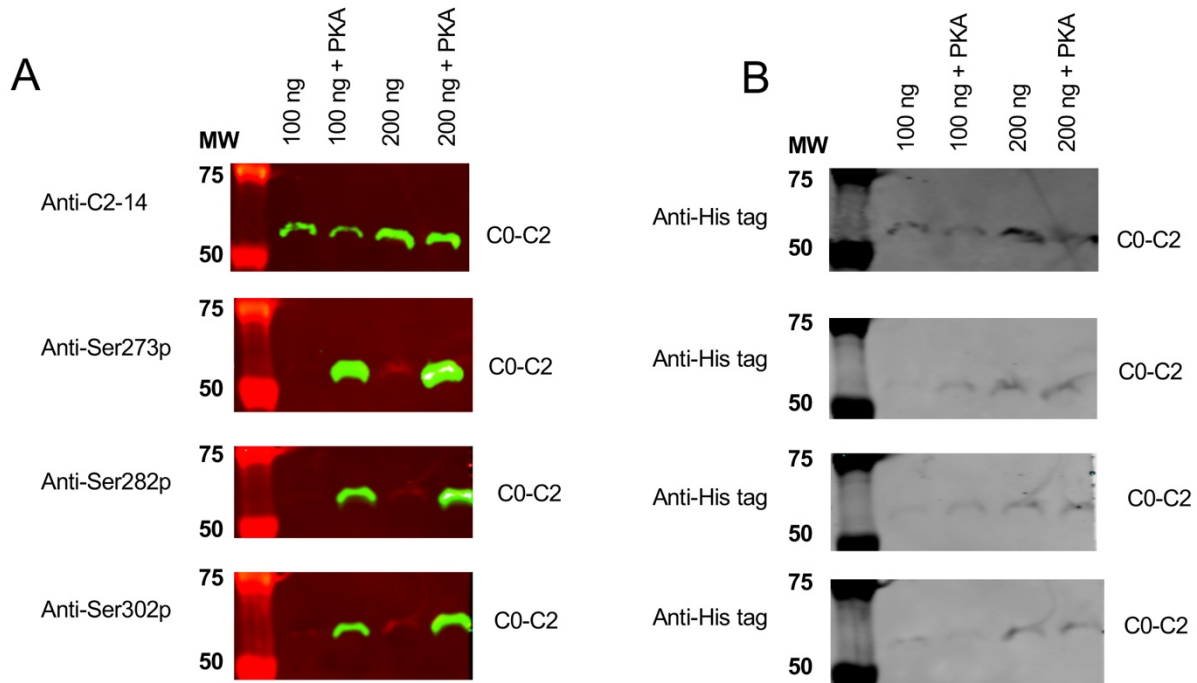 A
MW
100 ng
100 ng + PKA
200 ng
200 ng + PKA
Anti-C2-14
75
50
C0-C2
Anti-Ser273p
75
50
C0-C2
Anti-Ser282p
75
50
C0-C2
Anti-Ser302p
75
50
C0-C2
B
MW
100 ng
100 ng + PKA
200 ng
200 ng + PKA
Anti-His tag
75
50
C0-C2
Anti-His tag
75
50
C0-C2
Anti-His tag
75
50
C0-C2
Anti-His tag
75
50
C0-C2